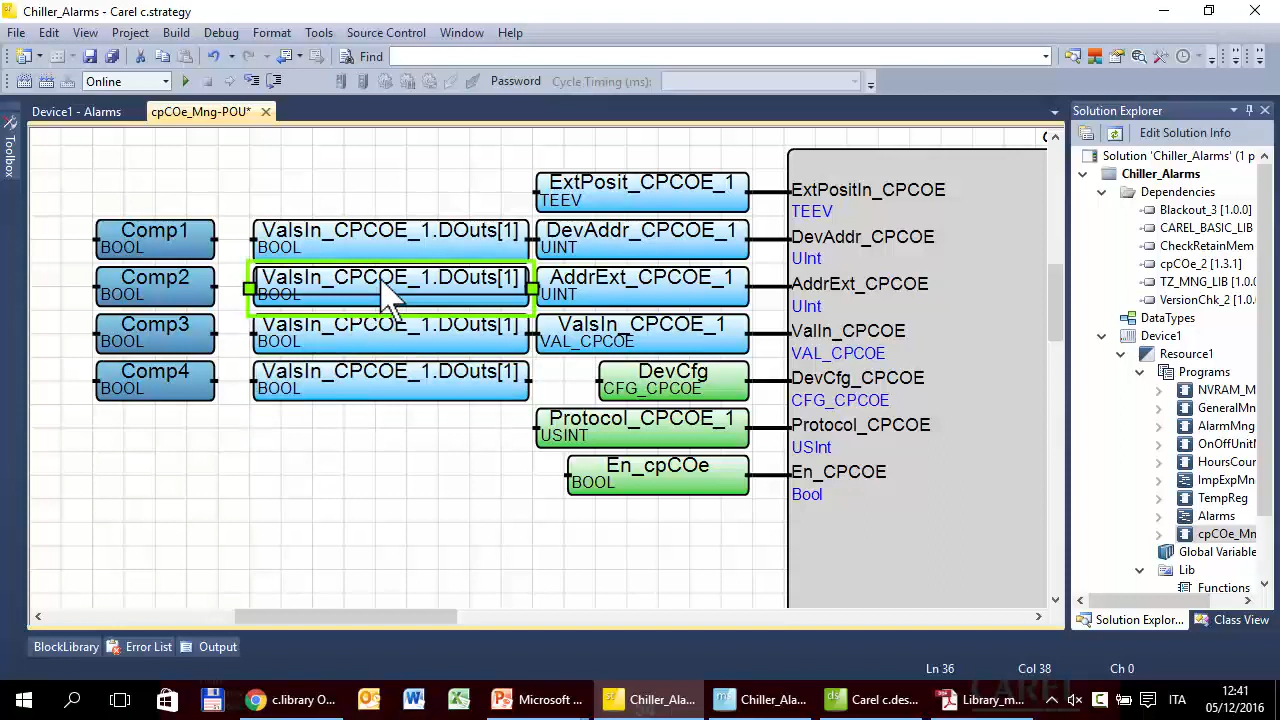 Chiller_Alarms - Carel c.strategy
File Edit View Project Build Debug Format Tools Source Control Window Help
Find
Online Password Cycle Timing (ms):
Device1 - Alarms cpCOe_Mng-POU*
Toolbox
Solution Explorer
Edit Solution Info
Solution 'Chiller_Alarms' (1 p
Chiller_Alarms
Dependencies
Blackout_3 [1.0.0]
CAREL_BASIC_LIB
CheckRetainMem
cpCOe_2 [1.3.1]
TZ_MNG_LIB [1.0.0]
VersionChk_2 [1.0.0]
DataTypes
Device1
Resource1
Programs
NVRAM_M
GeneralMn
AlarmMng
OnOffUnitM
HoursCoun
ImpExpMn
TempReg
Alarms
cpCOe_Mn
Global Variable
Lib
Functions
Solution Explor... Class View
ExtPosit_CPCOE_1
TEEV
ExtPositIn_CPCOE
TEEV
Comp1
BOOL
ValsIn_CPCOE_1.DOuts[1]
BOOL
DevAddr_CPCOE_1
UINT
DevAddr_CPCOE
UInt
Comp2
BOOL
ValsIn_CPCOE_1.DOuts[1]
BOOL
AddrExt_CPCOE_1
UINT
AddrExt_CPCOE
UInt
Comp3
BOOL
ValsIn_CPCOE_1.DOuts[1]
BOOL
ValsIn_CPCOE_1
VAL_CPCOE
ValIn_CPCOE
VAL_CPCOE
Comp4
BOOL
ValsIn_CPCOE_1.DOuts[1]
BOOL
DevCfg
CFG_CPCOE
DevCfg_CPCOE
CFG_CPCOE
Protocol_CPCOE_1
USINT
Protocol_CPCOE
USInt
En_cpCOe
BOOL
En_CPCOE
Bool
BlockLibrary Error List Output
Ln 36 Col 38 Ch 0
c.library O... Microsoft ... Chiller_Ala... Chiller_Ala... Carel c.des... Library_m... ITA
12:41
05/12/2016
CAREL